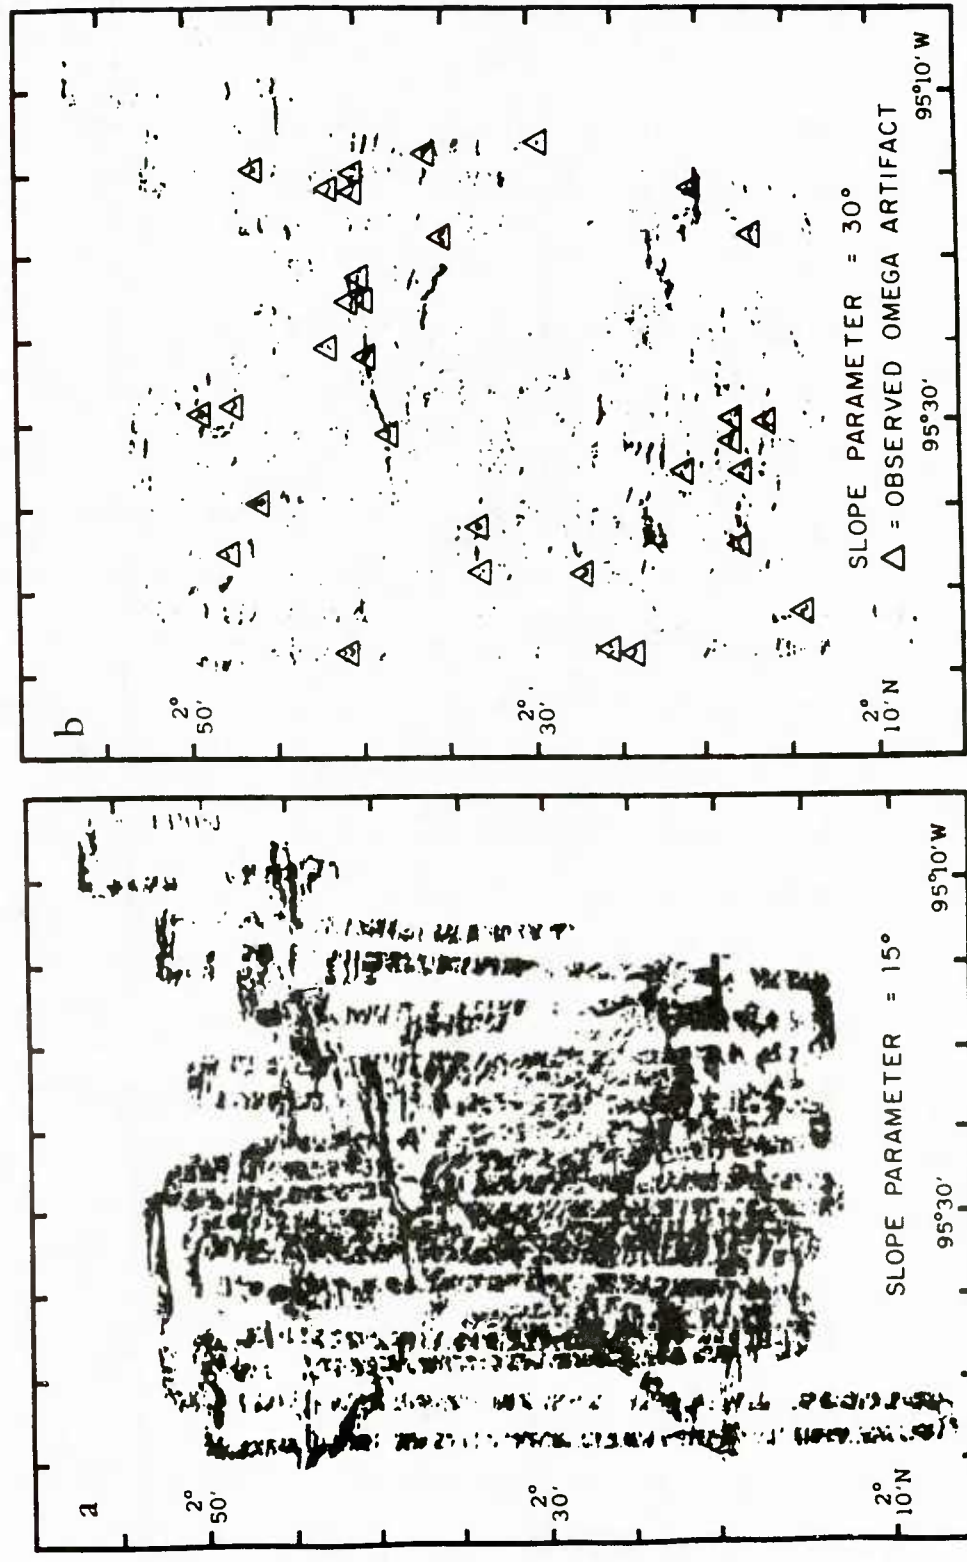 a
2°
50'
2°
30'
2°
10'N
95°30'
95°10'W
SLOPE PARAMETER = 15°
b
2°
50'
2°
30'
2°
10'N
95°30'
95°10'W
SLOPE PARAMETER = 30°
△ = OBSERVED OMEGA ARTIFACT